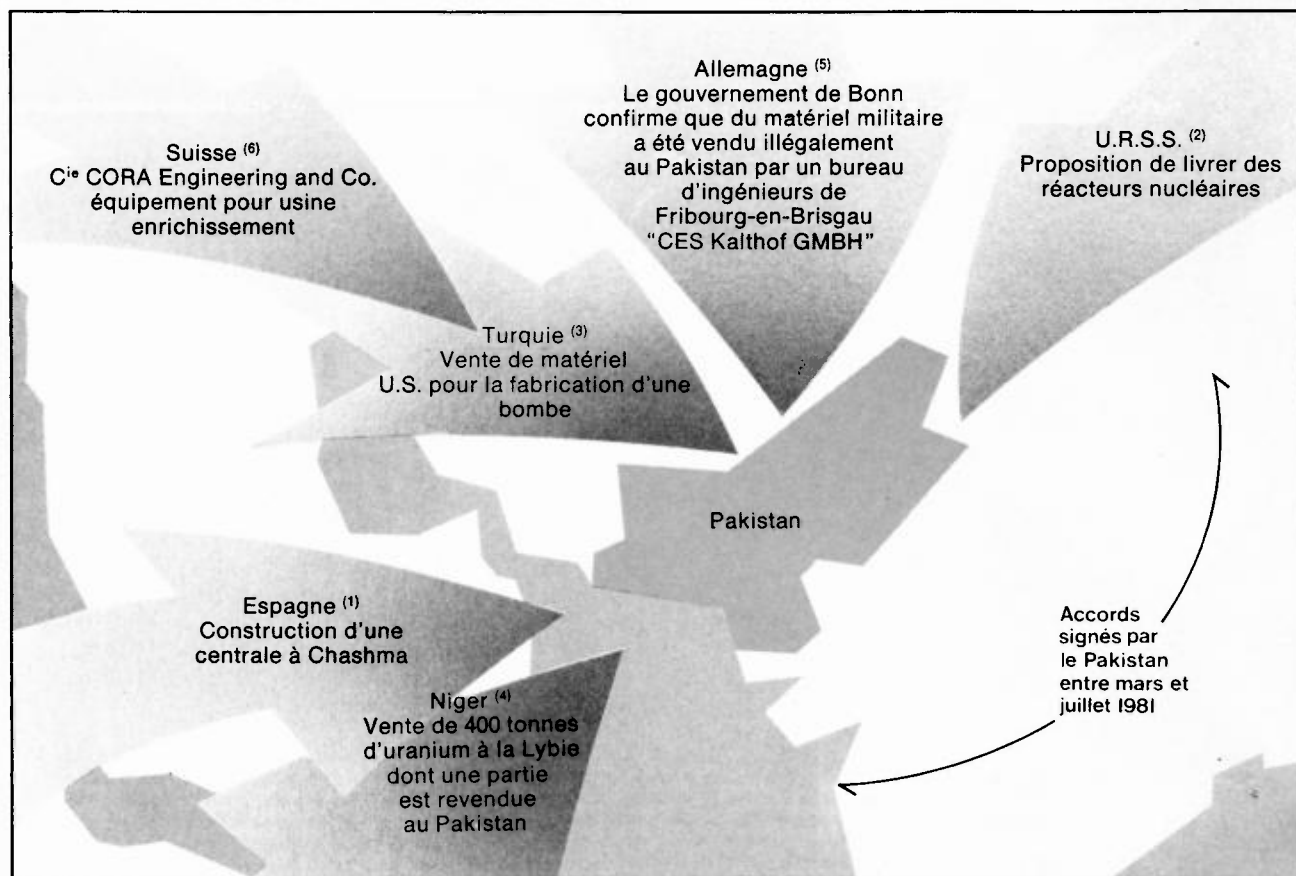 Allemagne (5)
Le gouvernement de Bonn
confirme que du matériel militaire
a été vendu illégalement
au Pakistan par un bureau
d'ingénieurs de
Fribourg-en-Brisgau
"CES Kalthof GMBH"
U.R.S.S. (2)
Proposition de livrer des
réacteurs nucléaires
Suisse (6)
Cie CORA Engineering and Co.
équipement pour usine
enrichissement
Turquie (3)
Vente de matériel
U.S. pour la fabrication d'une
bombe
Pakistan
Espagne (1)
Construction d'une
centrale à Chashma
Niger (4)
Vente de 400 tonnes
d'uranium à la Lybie
dont une partie
est revendue
au Pakistan
Accords
signés par
le Pakistan
entre mars et
juillet 1981